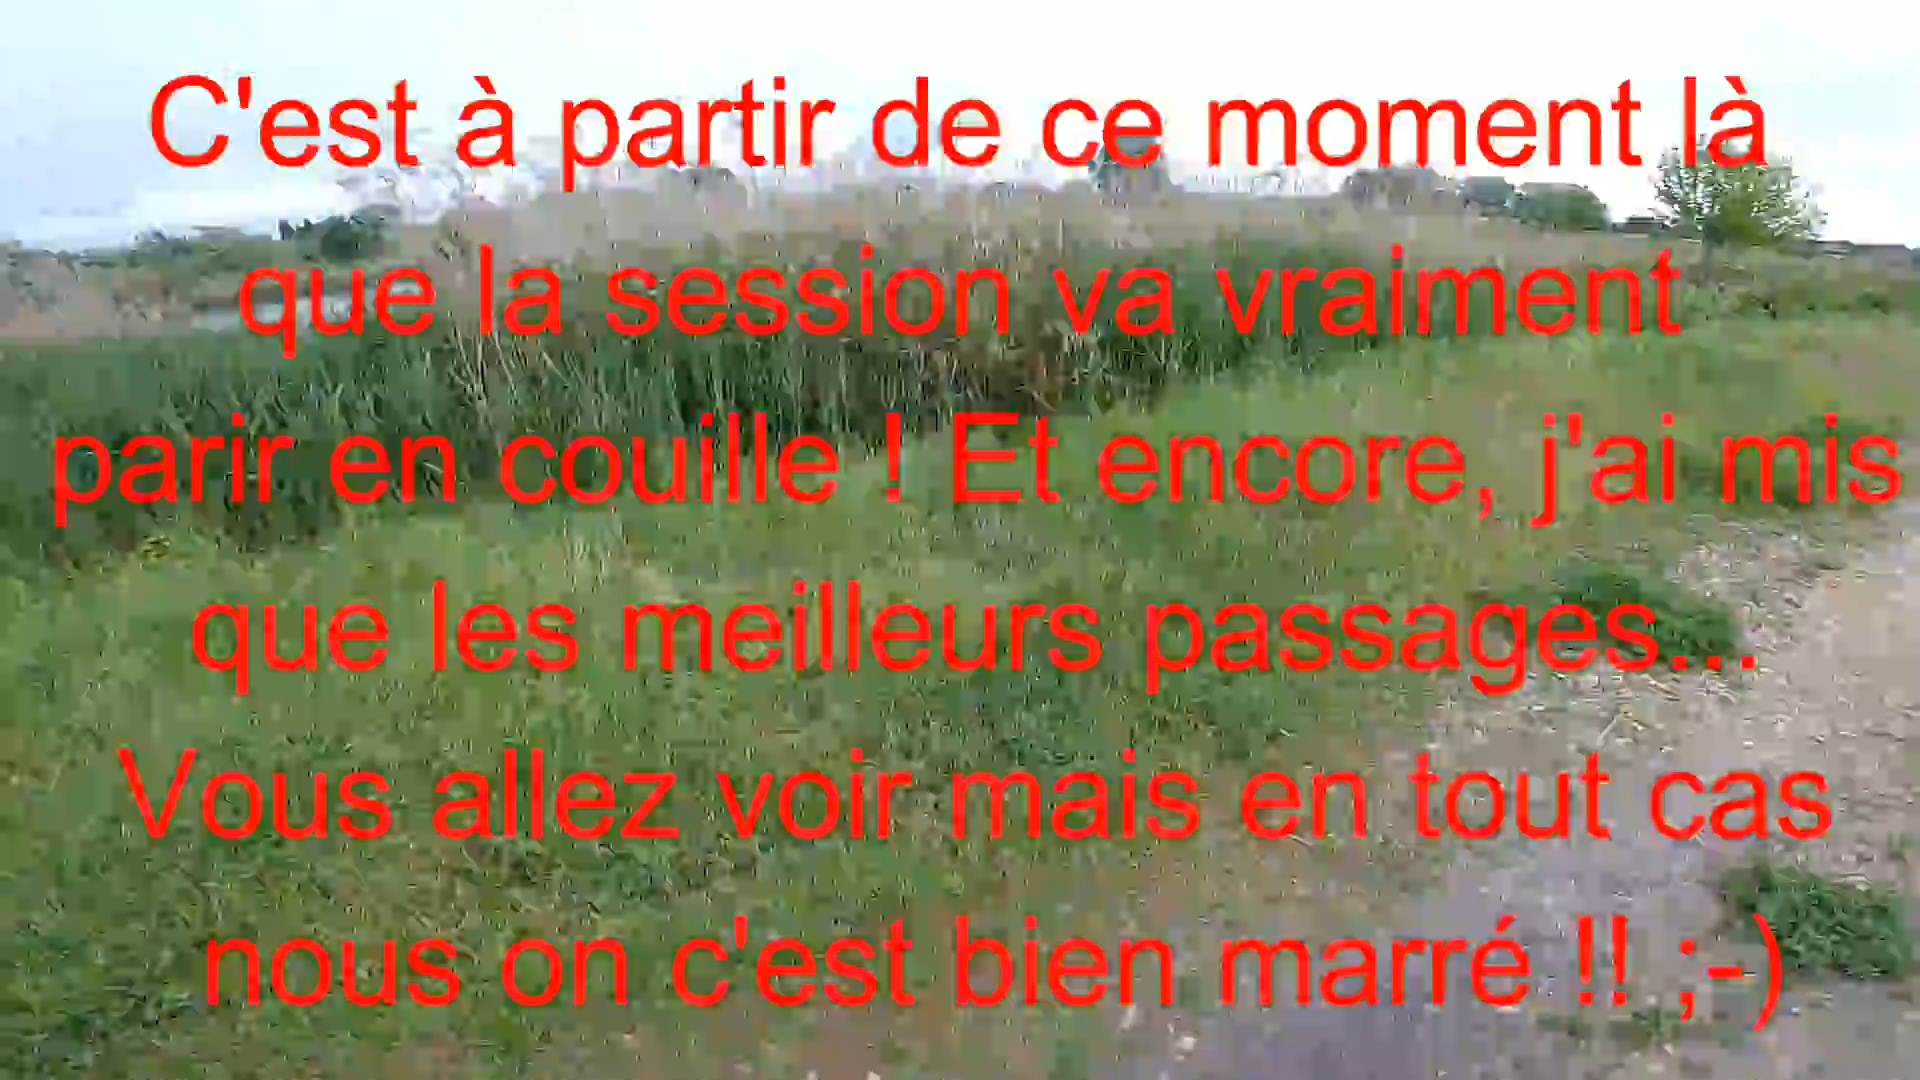 C'est à partir de ce moment là
que la session va vraiment
parir en couille ! Et encore, j'ai mis
que les meilleurs passages...
Vous allez voir mais en tout cas
nous on c'est bien marré !! ;-)